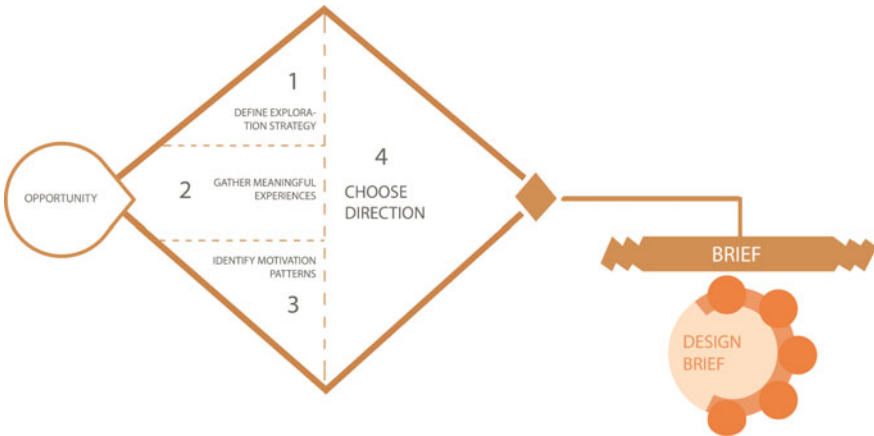 OPPORTUNITY
1
DEFINE EXPLORA-
TION STRATEGY
2
GATHER MEANINGFUL
EXPERIENCES
IDENTIFY MOTIVATION
PATTERNS
3
4
CHOOSE
DIRECTION
BRIEF
DESIGN
BRIEF